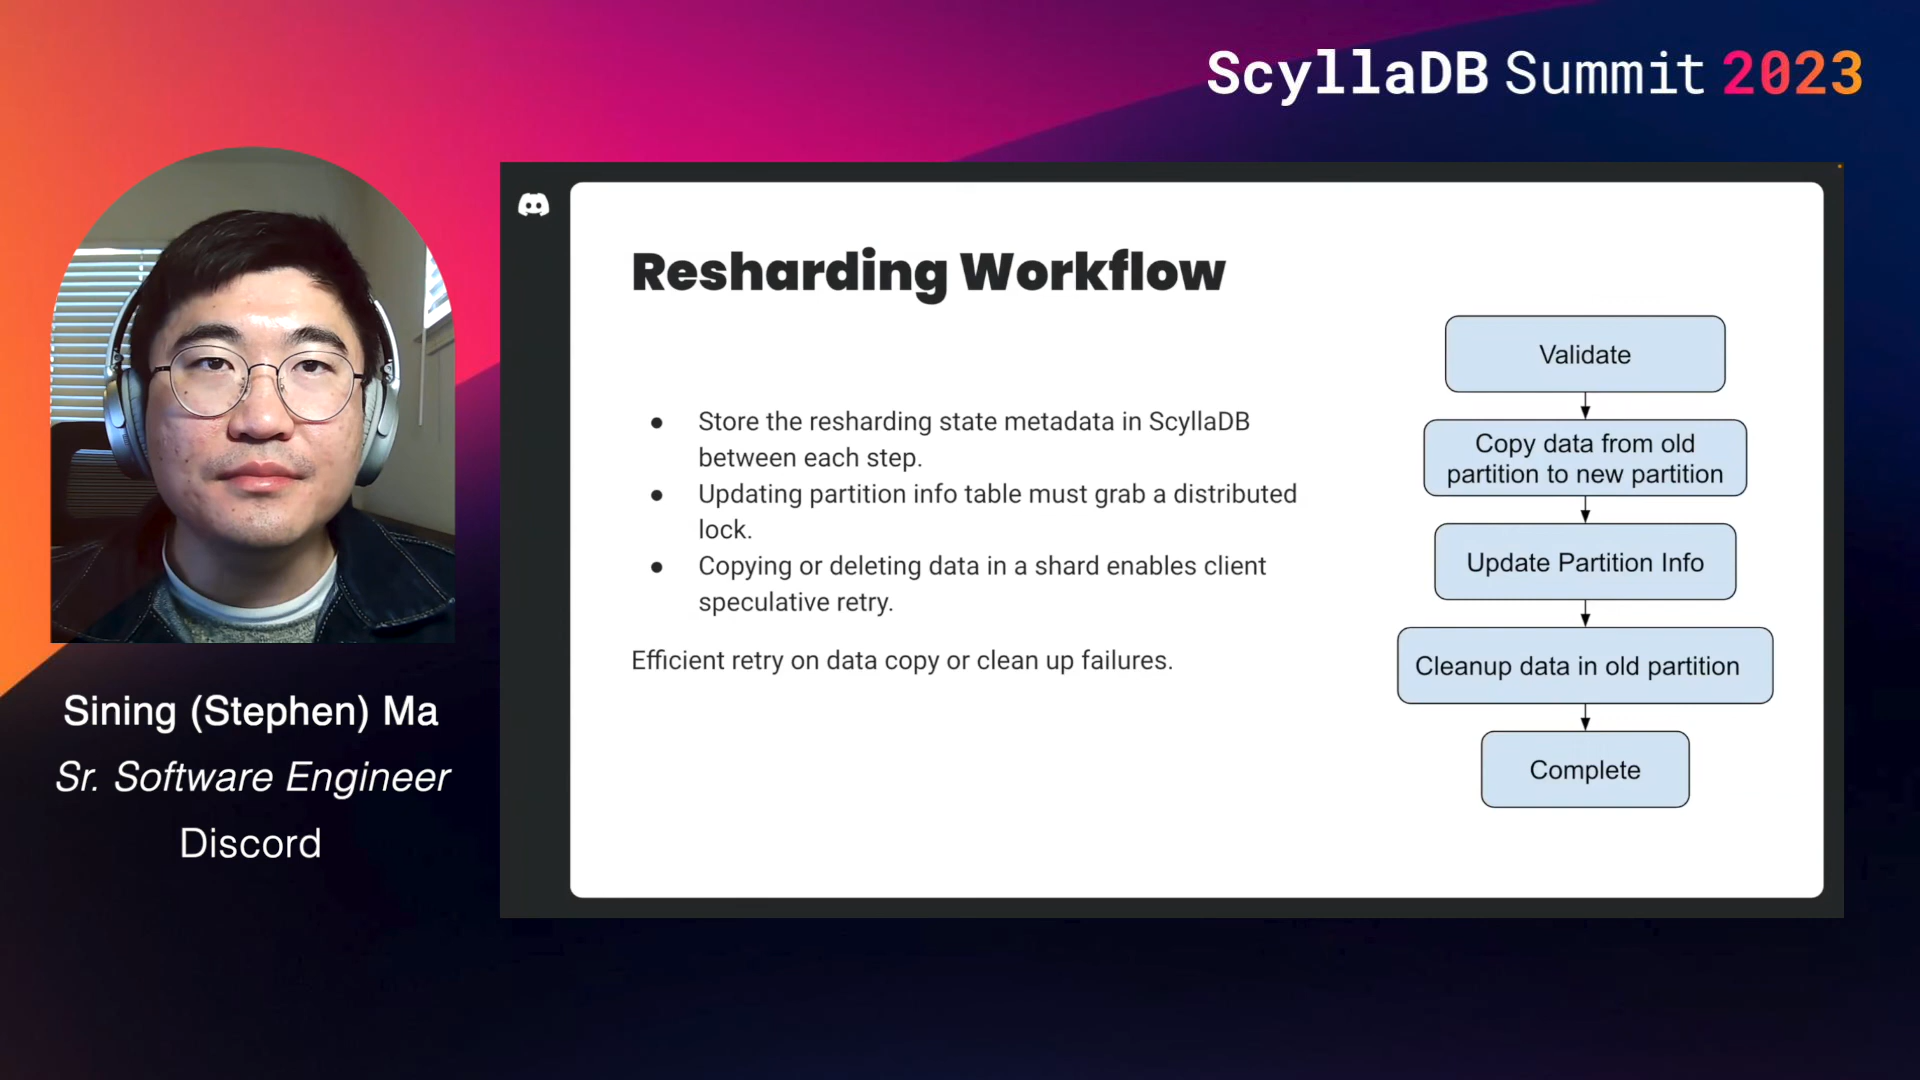 ScyllaDB Summit 2023
Resharding Workflow
● Store the resharding state metadata in ScyllaDB
between each step.
● Updating partition info table must grab a distributed
lock.
● Copying or deleting data in a shard enables client
speculative retry.
Efficient retry on data copy or clean up failures.
Validate
Copy data from old
partition to new partition
Update Partition Info
Cleanup data in old partition
Complete
Sining (Stephen) Ma
Sr. Software Engineer
Discord